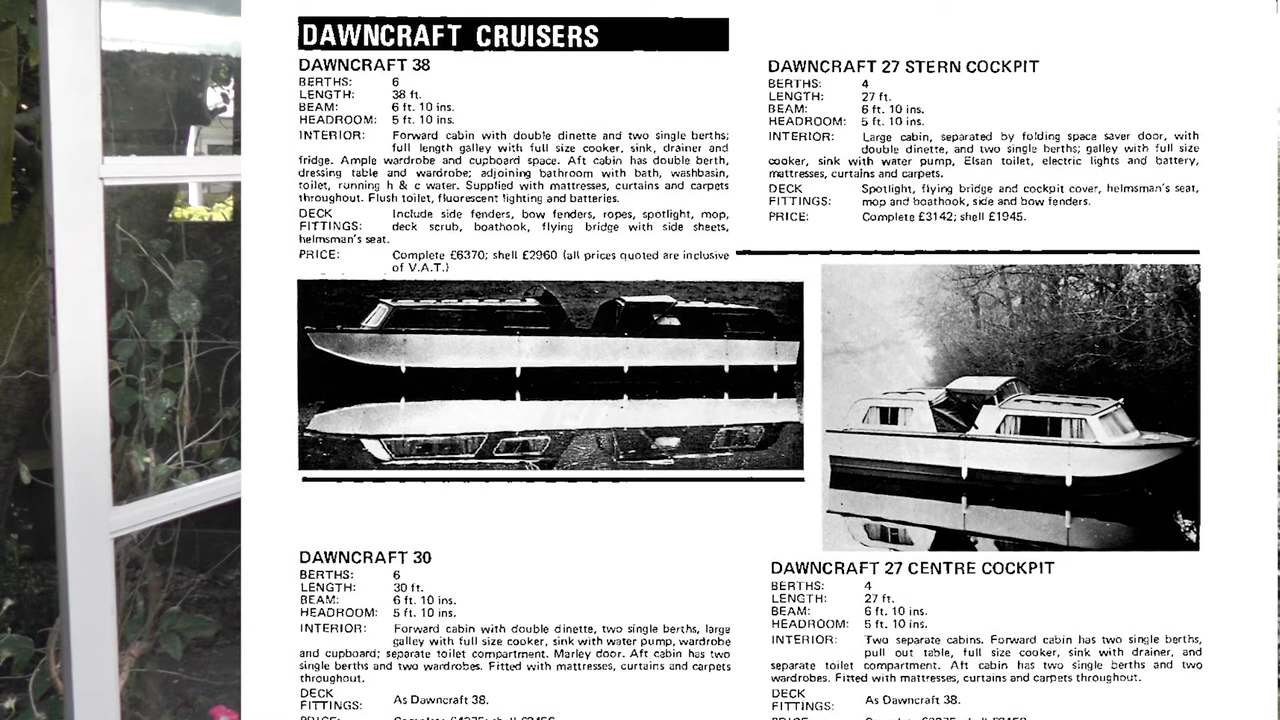 DAWNCRAFT CRUISERS
DAWNCRAFT 38
BERTHS: 6
LENGTH: 38 ft.
BEAM: 6 ft. 10 ins.
HEADROOM: 5 ft. 10 ins.
INTERIOR: Forward cabin with double dinette and two single berths;
full length galley with full size cooker, sink, drainer and
fridge. Ample wardrobe and cupboard space. Aft cabin has double berth,
dressing table and wardrobe; adjoining bathroom with bath, washbasin,
toilet, running h & c water. Supplied with mattresses, curtains and carpets
throughout. Flush toilet, fluorescent lighting and batteries.
DECK Include side fenders, bow fenders, ropes, spotlight, mop,
FITTINGS: deck scrub, boathook, flying bridge with side sheets,
helmsman's seat.
PRICE: Complete £6370; shell £2960 (all prices quoted are inclusive
of V.A.T.)
DAWNCRAFT 30
BERTHS: 6
LENGTH: 30 ft.
BEAM: 6 ft. 10 ins.
HEADROOM: 5 ft. 10 ins.
INTERIOR: Forward cabin with double dinette, two single berths, large
galley with full size cooker, sink with water pump, wardrobe
and cupboard; separate toilet compartment. Marley door. Aft cabin has two
single berths and two wardrobes. Fitted with mattresses, curtains and carpets
throughout.
DECK
FITTINGS: As Dawncraft 38.
DAWNCRAFT 27 STERN COCKPIT
BERTHS: 4
LENGTH: 27 ft.
BEAM: 6 ft. 10 ins.
HEADROOM: 5 ft. 10 ins.
INTERIOR: Large cabin, separated by folding space saver door, with
double dinette, and two single berths; galley with full size
cooker, sink with water pump, Elsan toilet, electric lights and battery,
mattresses, curtains and carpets.
DECK Spotlight, flying bridge and cockpit cover, helmsman's seat,
FITTINGS: mop and boathook, side and bow fenders.
PRICE: Complete £3142; shell £1945.
DAWNCRAFT 27 CENTRE COCKPIT
BERTHS: 4
LENGTH: 27 ft.
BEAM: 6 ft. 10 ins.
HEADROOM: 5 ft. 10 ins.
INTERIOR: Two separate cabins. Forward cabin has two single berths,
pull out table, full size cooker, sink with drainer, and
separate toilet compartment. Aft cabin has two single berths and two
wardrobes. Fitted with mattresses, curtains and carpets throughout.
DECK
FITTINGS: As Dawncraft 38.